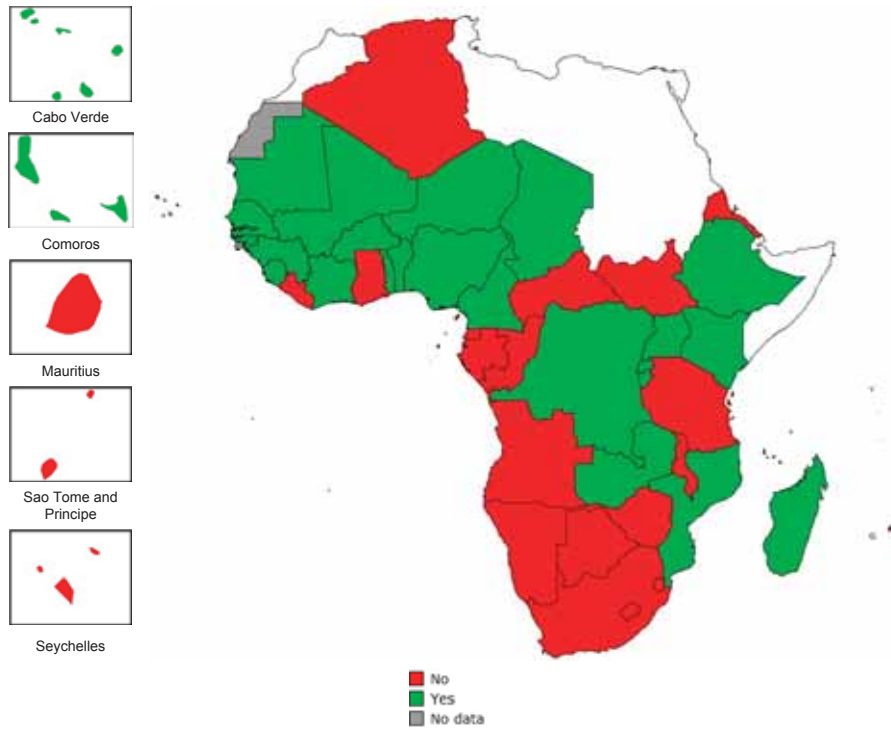 Cabo Verde
Comoros
Mauritius
Sao Tome and
Principe
Seychelles
No
Yes
No data